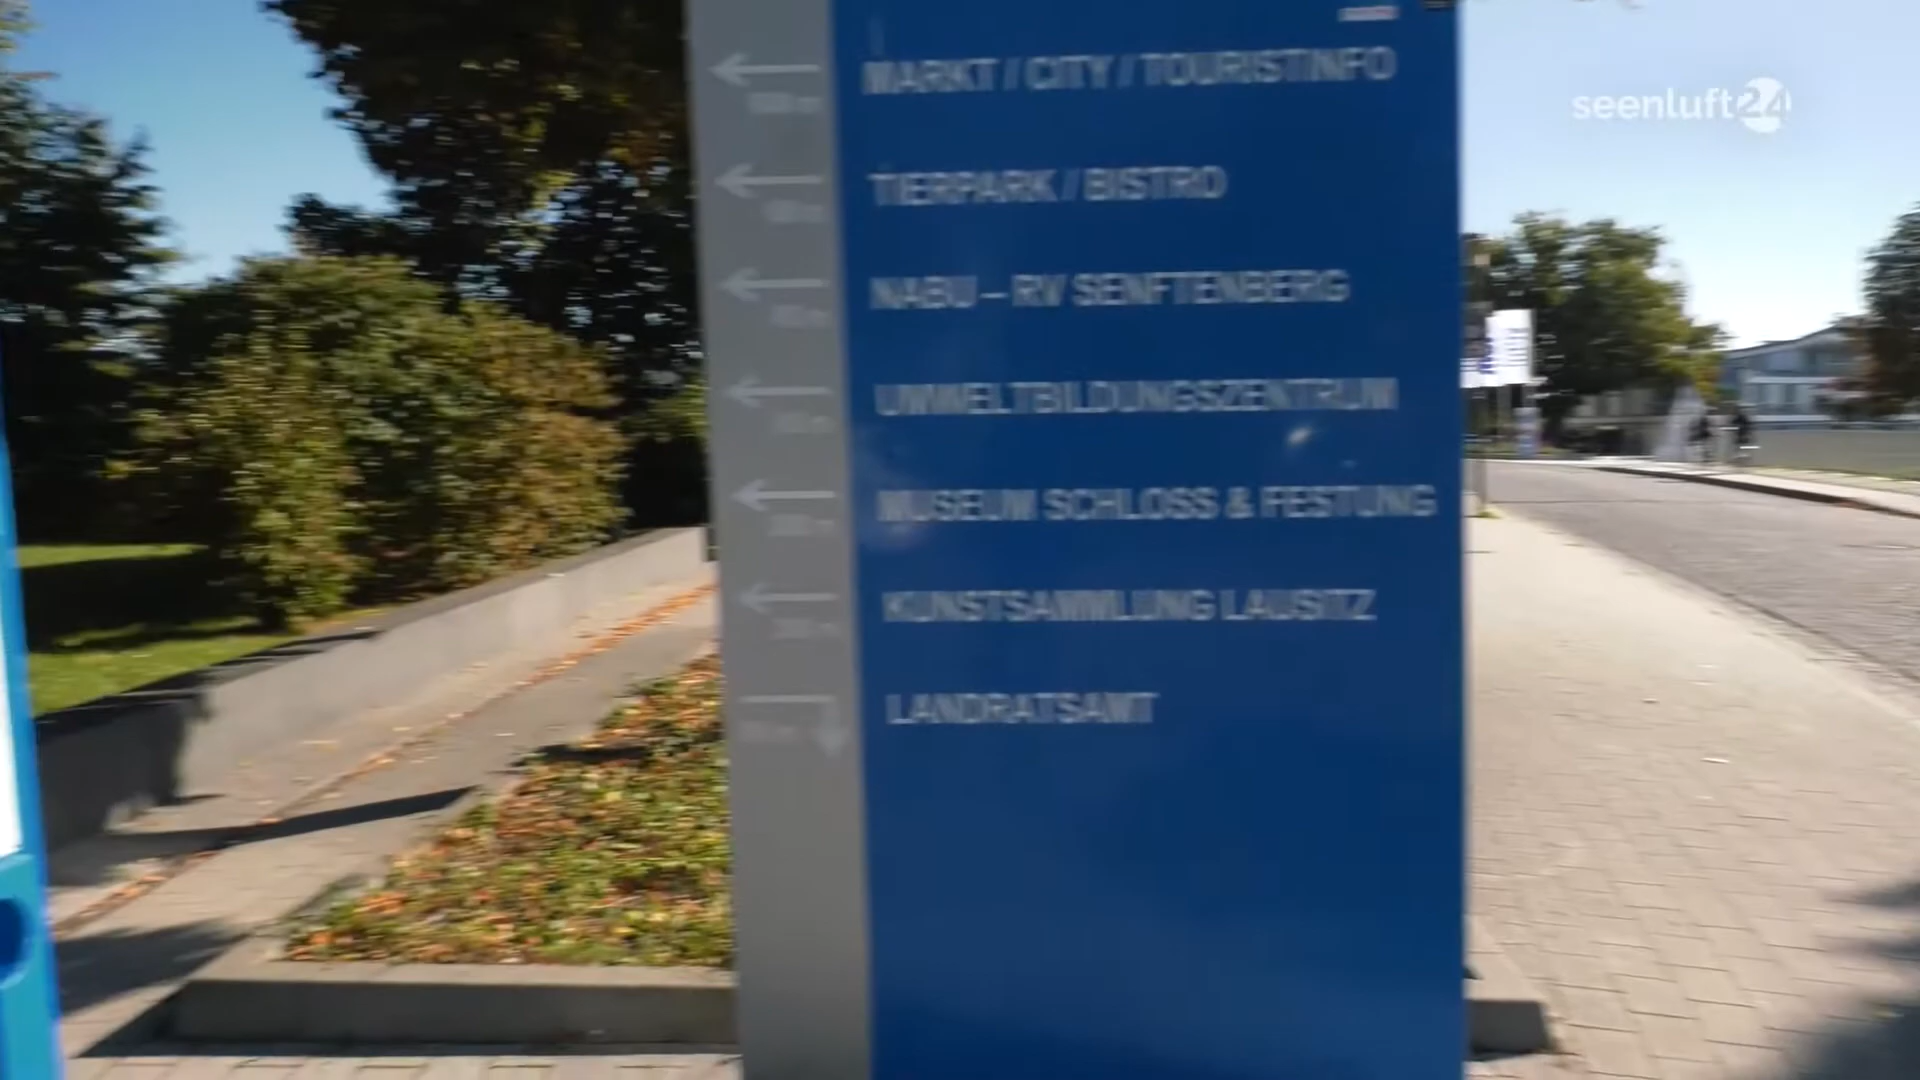 MARKT / CITY / TOURISTINFO
seenluft24
TIERPARK / BISTRO
NABU – RV SENFTENBERG
UMWELTBILDUNGSZENTRUM
MUSEUM SCHLOSS & FESTUNG
KUNSTSAMMLUNG LAUSITZ
LANDRATSAMT